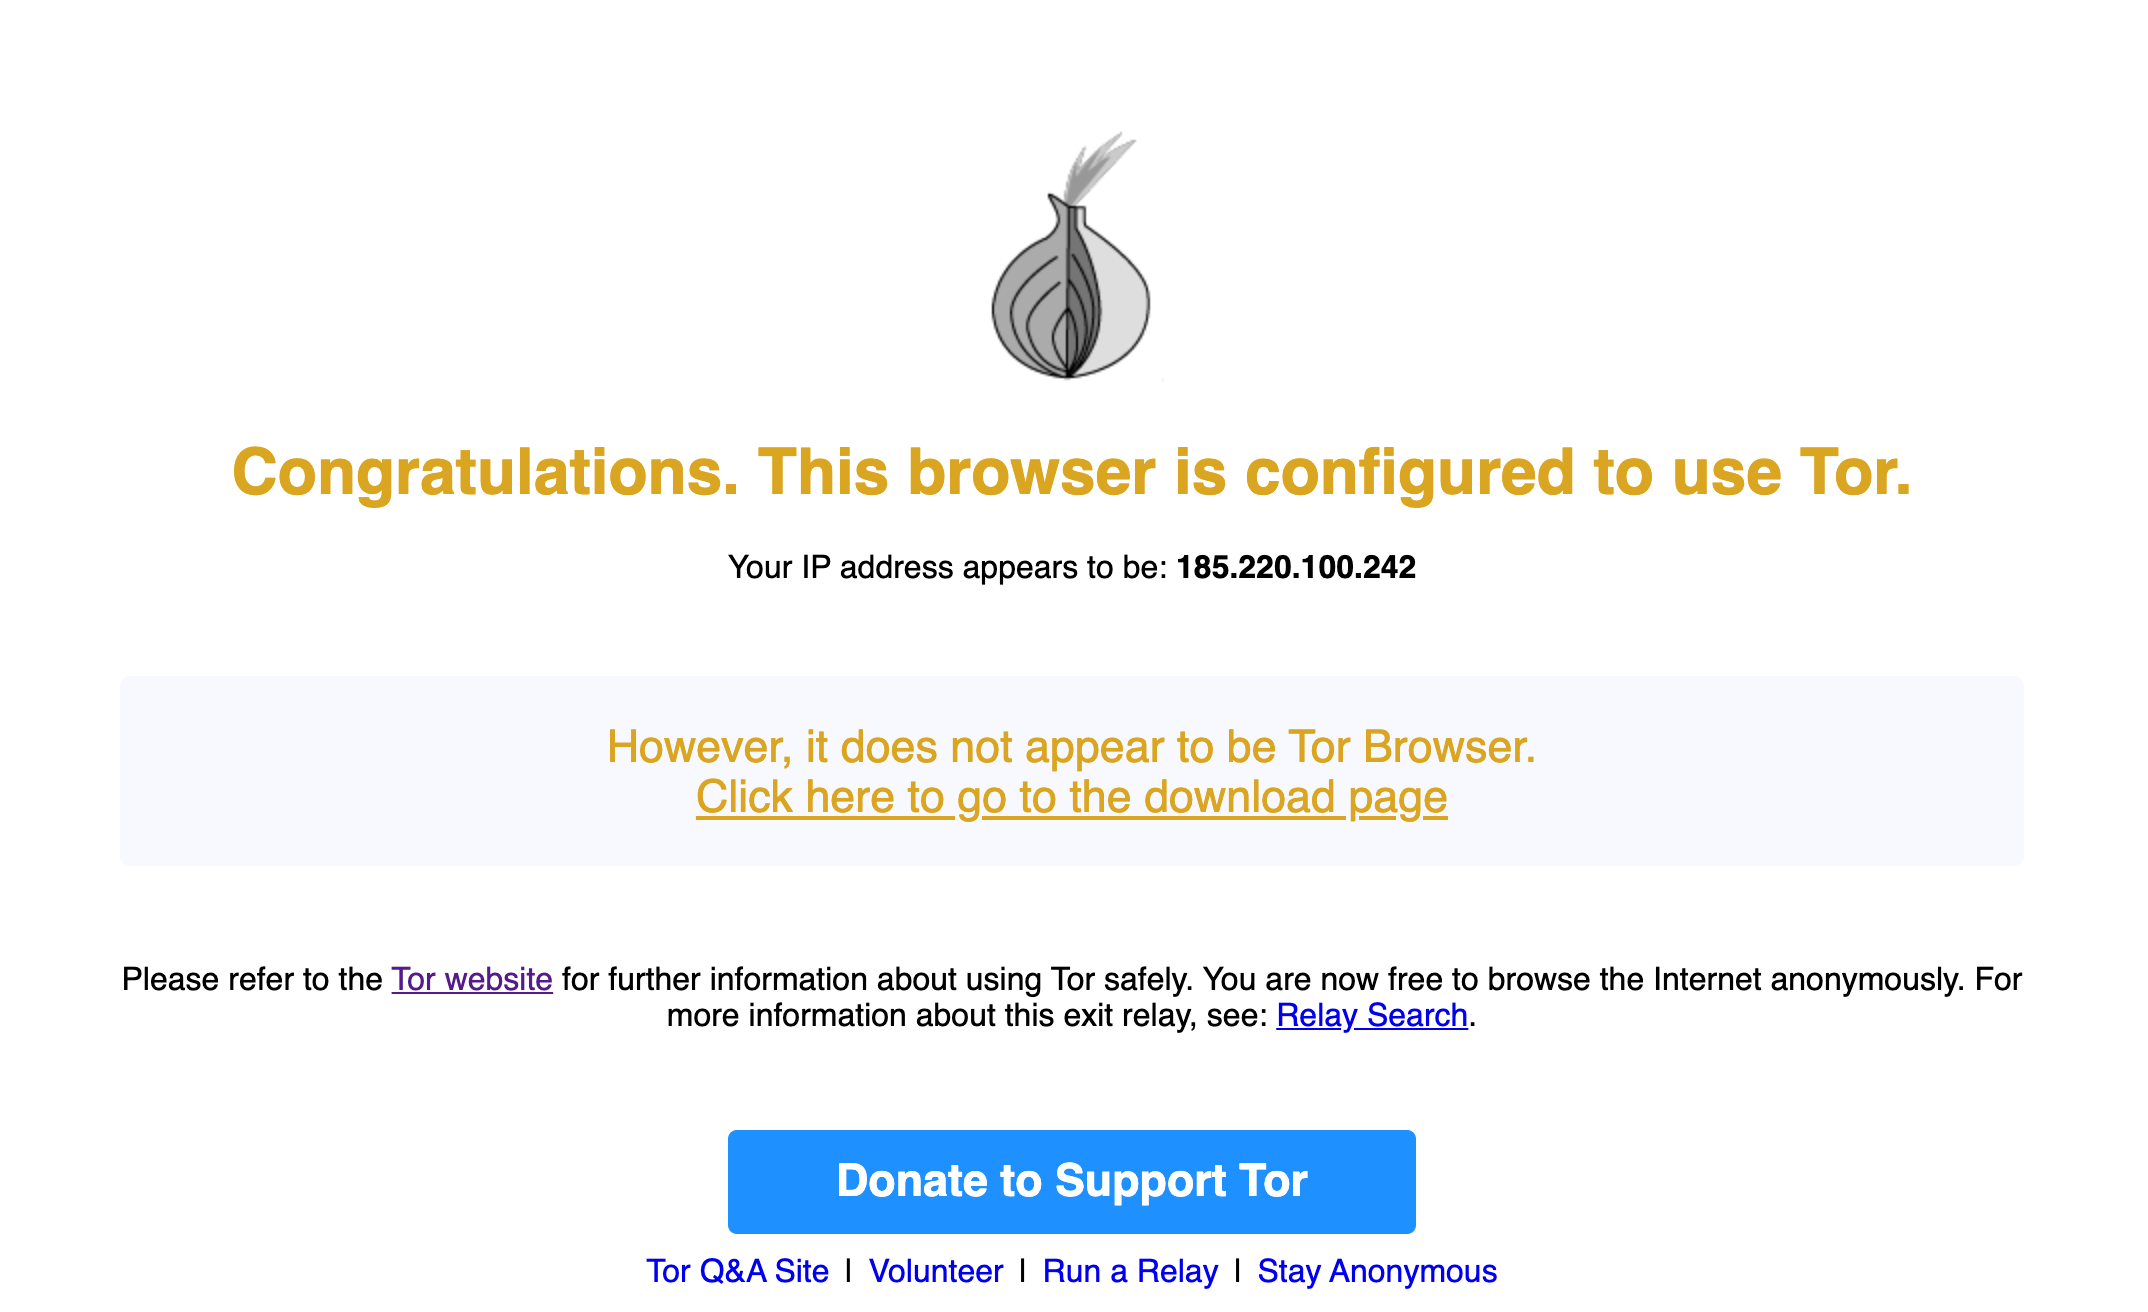 Congratulations. This browser is configured to use Tor.
Your IP address appears to be: 185.220.100.242
However, it does not appear to be Tor Browser.
Click here to go to the download page
Please refer to the Tor website for further information about using Tor safely. You are now free to browse the Internet anonymously. For
more information about this exit relay, see: Relay Search.
Donate to Support Tor
Tor Q&A Site | Volunteer | Run a Relay | Stay Anonymous